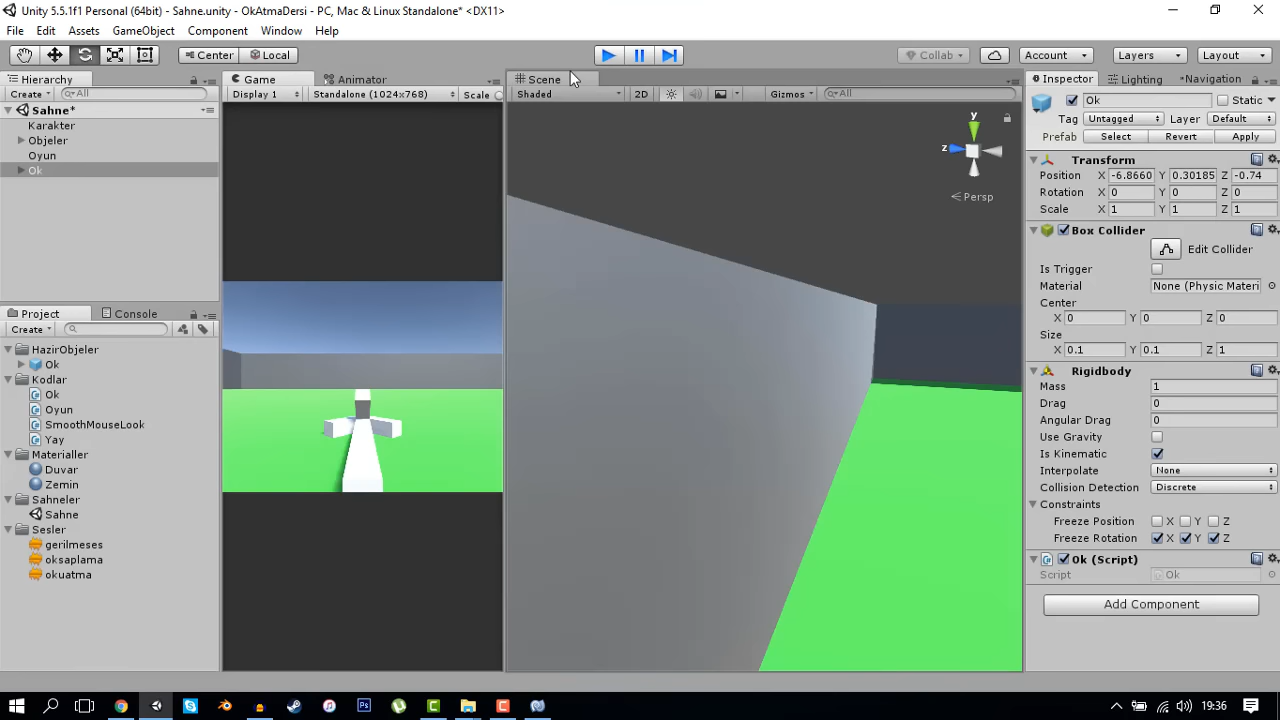 Unity 5.5.1f1 Personal (64bit) - Sahne.unity - OkAtmaDersi - PC, Mac & Linux Standalone* <DX11>
File Edit Assets GameObject Component Window Help
Center Local Collab Account Layers Layout
Hierarchy
Create All
Sahne*
Karakter
Objeler
Oyun
Ok
Project Console
Create
HazirObjeler
Ok
Kodlar
Ok
Oyun
SmoothMouseLook
Yay
Materialler
Duvar
Zemin
Sahneler
Sahne
Sesler
gerilmeses
oksaplama
okuatma
Game Animator
Display 1 Standalone (1024x768) Scale
Scene
Shaded 2D Gizmos All
y
z
Persp
Inspector Lighting Navigation
Ok Static
Tag Untagged Layer Default
Prefab Select Revert Apply
Transform
Position X -6.8660 Y 0.30185 Z -0.74
Rotation X 0 Y 0 Z 0
Scale X 1 Y 1 Z 1
Box Collider
Edit Collider
Is Trigger
Material None (Physic Materi
Center
X 0 Y 0 Z 0
Size
X 0.1 Y 0.1 Z 1
Rigidbody
Mass 1
Drag 0
Angular Drag 0
Use Gravity
Is Kinematic
Interpolate None
Collision Detection Discrete
Constraints
Freeze Position X Y Z
Freeze Rotation X Y Z
Ok (Script)
Script Ok
Add Component
19:36